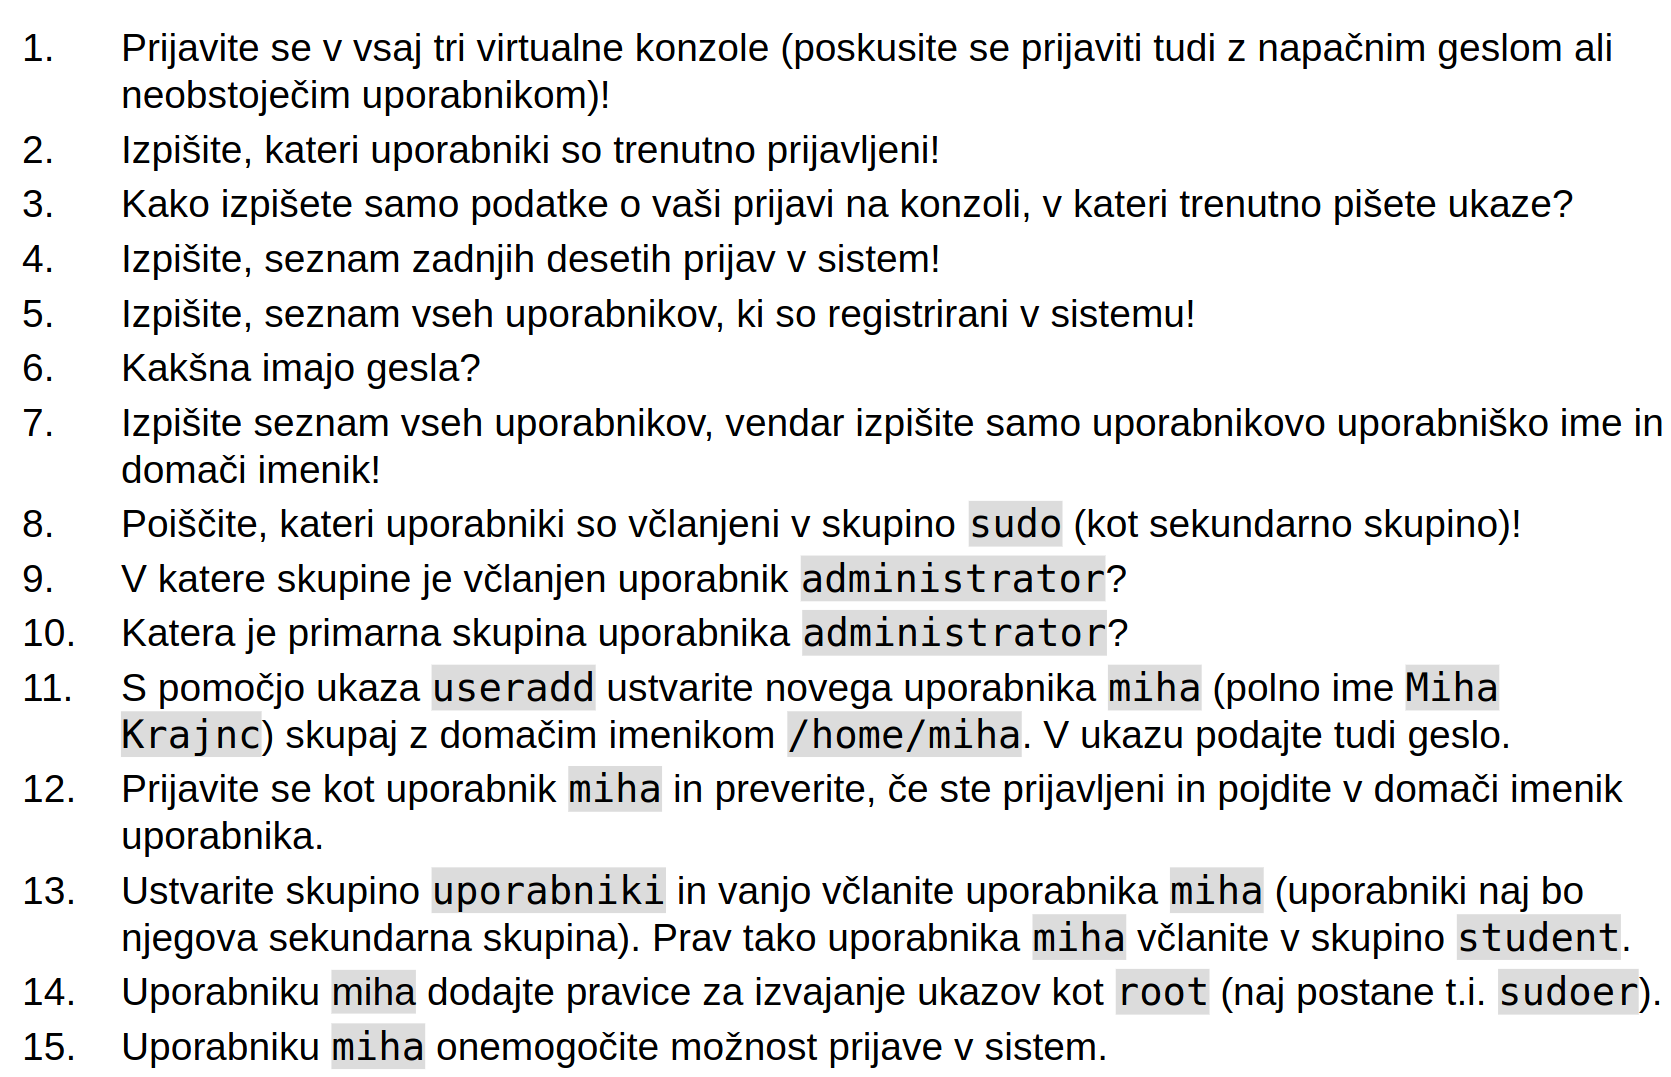 1. Prijavite se v vsaj tri virtualne konzole (poskusite se prijaviti tudi z napačnim geslom ali
neobstoječim uporabnikom)!
2. Izpišite, kateri uporabniki so trenutno prijavljeni!
3. Kako izpišete samo podatke o vaši prijavi na konzoli, v kateri trenutno pišete ukaze?
4. Izpišite, seznam zadnjih desetih prijav v sistem!
5. Izpišite, seznam vseh uporabnikov, ki so registrirani v sistemu!
6. Kakšna imajo gesla?
7. Izpišite seznam vseh uporabnikov, vendar izpišite samo uporabnikovo uporabniško ime in
domači imenik!
8. Poiščite, kateri uporabniki so včlanjeni v skupino sudo (kot sekundarno skupino)!
9. V katere skupine je včlanjen uporabnik administrator?
10. Katera je primarna skupina uporabnika administrator?
11. S pomočjo ukaza useradd ustvarite novega uporabnika miha (polno ime Miha
Krajnc) skupaj z domačim imenikom /home/miha. V ukazu podajte tudi geslo.
12. Prijavite se kot uporabnik miha in preverite, če ste prijavljeni in pojdite v domači imenik
uporabnika.
13. Ustvarite skupino uporabniki in vanjo včlanite uporabnika miha (uporabniki naj bo
njegova sekundarna skupina). Prav tako uporabnika miha včlanite v skupino student.
14. Uporabniku miha dodajte pravice za izvajanje ukazov kot root (naj postane t.i. sudoer).
15. Uporabniku miha onemogočite možnost prijave v sistem.